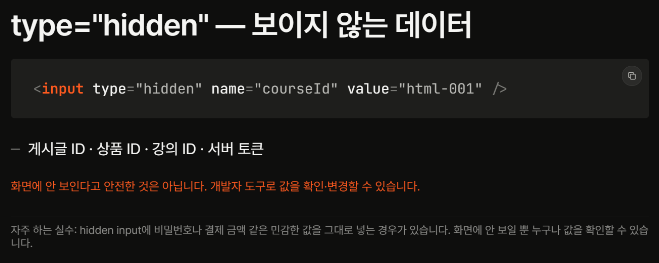 type="hidden" — 보이지 않는 데이터
<input type="hidden" name="courseId" value="html-001" />
— 게시글 ID · 상품 ID · 강의 ID · 서버 토큰
화면에 안 보인다고 안전한 것은 아닙니다. 개발자 도구로 값을 확인·변경할 수 있습니다.
자주 하는 실수: hidden input에 비밀번호나 결제 금액 같은 민감한 값을 그대로 넣는 경우가 있습니다. 화면에 안 보일 뿐 누구나 값을 확인할 수 있습
니다.